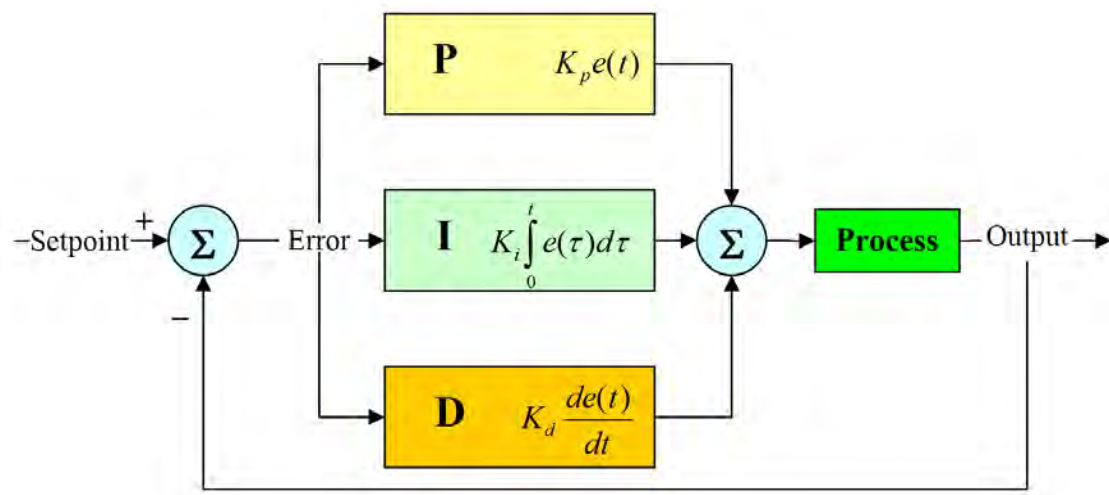 P K_p e(t)
+
–Setpoint
Σ
Error
I K_i ∫_0^t e(τ)dτ
Σ
Process
Output
–
D K_d de(t)/dt